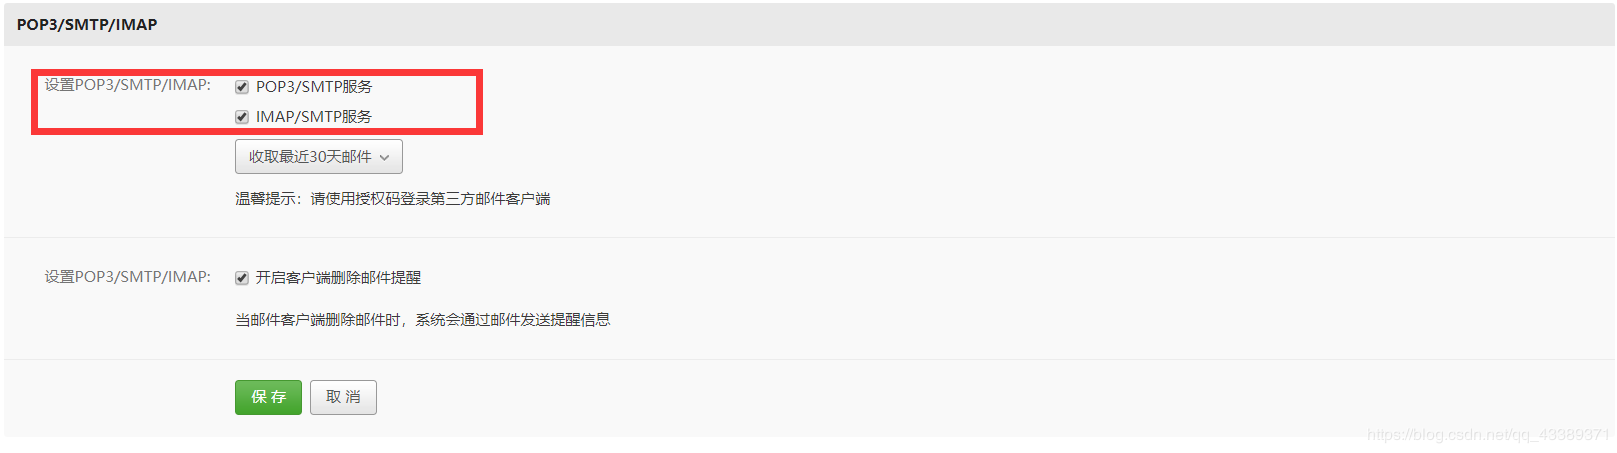 POP3/SMTP/IMAP
设置POP3/SMTP/IMAP: POP3/SMTP服务
IMAP/SMTP服务
收取最近30天邮件
温馨提示：请使用授权码登录第三方邮件客户端
设置POP3/SMTP/IMAP: 开启客户端删除邮件提醒
当邮件客户端删除邮件时，系统会通过邮件发送提醒信息
保 存 取 消
https://blog.csdn.net/qq_43389371